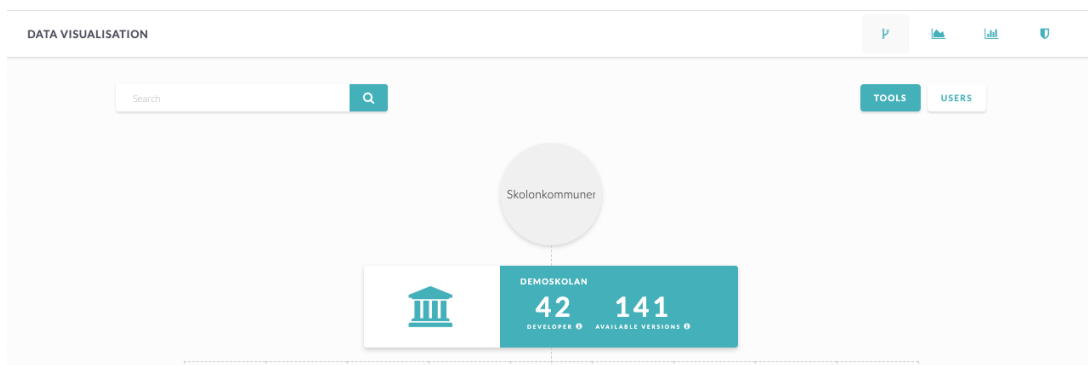 DATA VISUALISATION
Search
TOOLS
USERS
Skolonkommuner
DEMOSKOLAN
42 141
DEVELOPER AVAILABLE VERSIONS